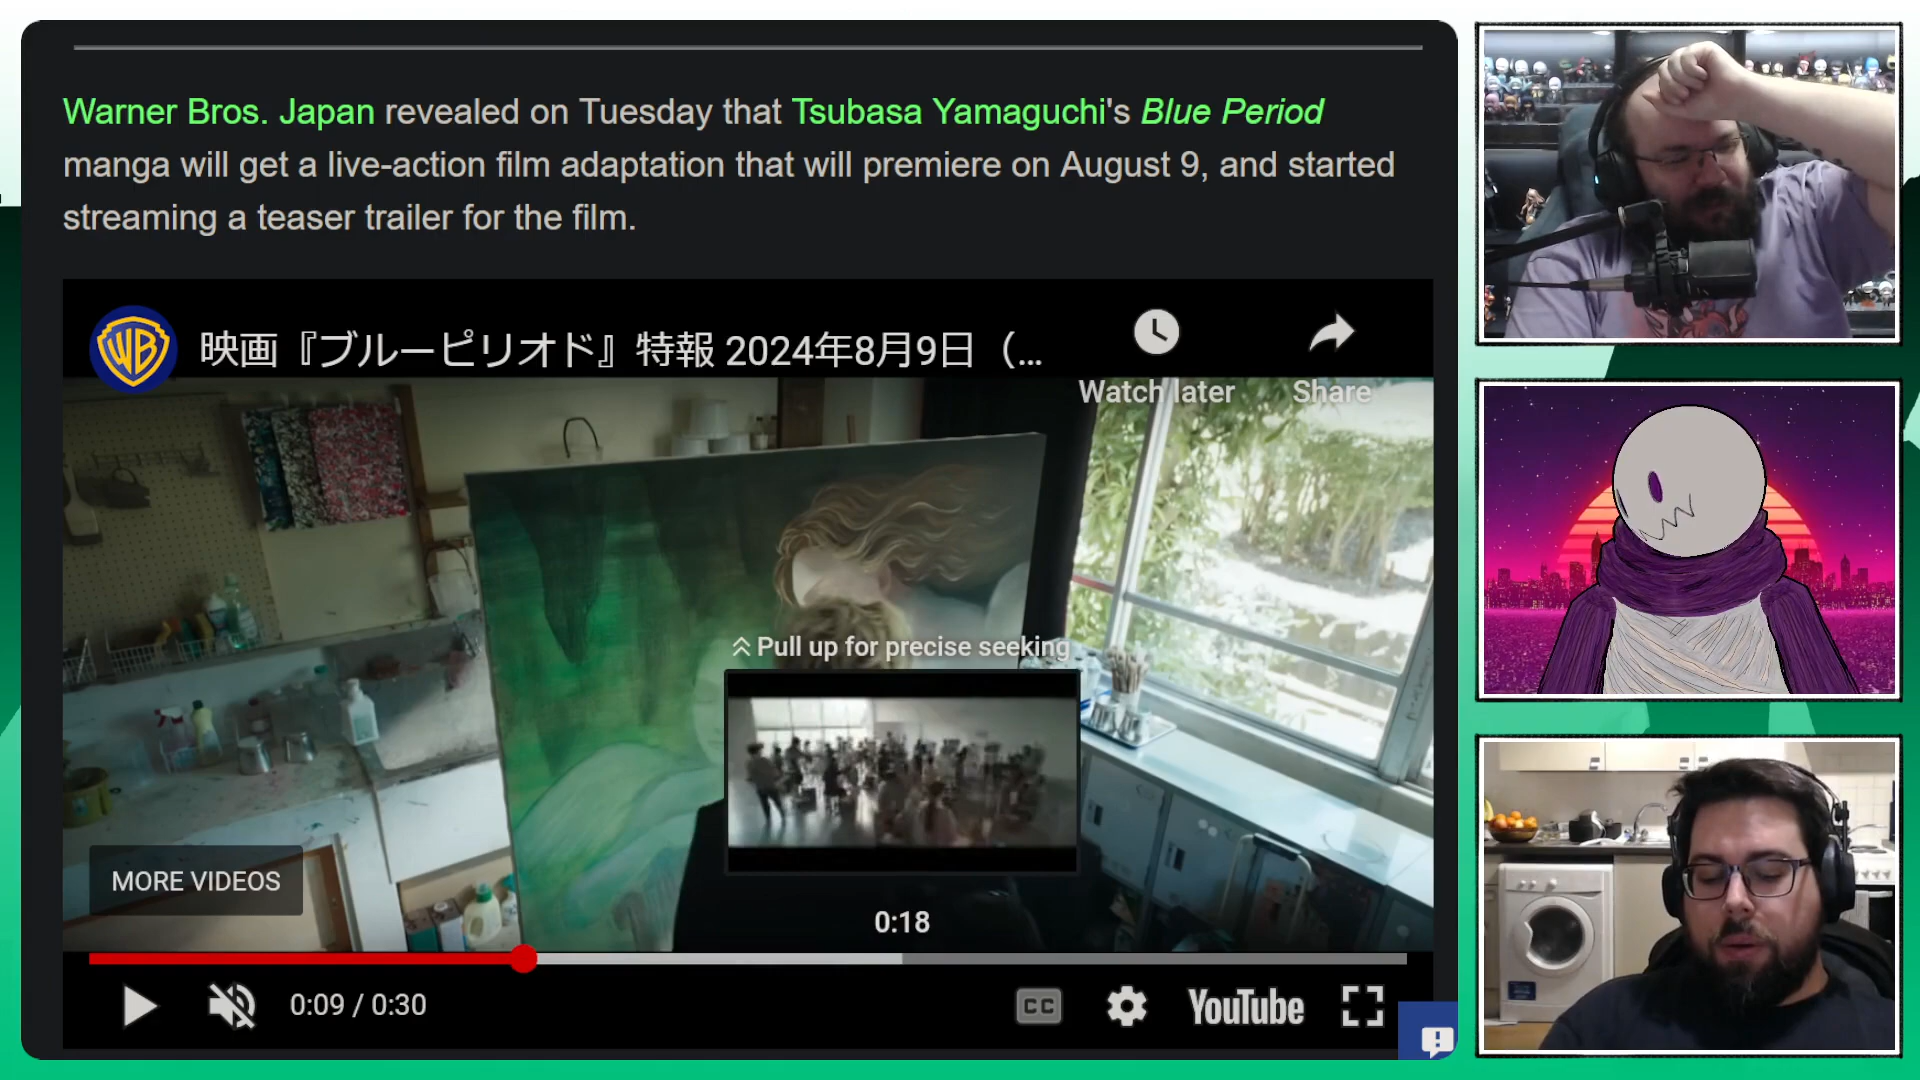 Warner Bros. Japan revealed on Tuesday that Tsubasa Yamaguchi's Blue Period
manga will get a live-action film adaptation that will premiere on August 9, and started
streaming a teaser trailer for the film.
WB
映画『ブルーピリオド』特報 2024年8月9日（...
Watch later
Share
Pull up for precise seeking
MORE VIDEOS
0:18
0:09 / 0:30
CC
YouTube